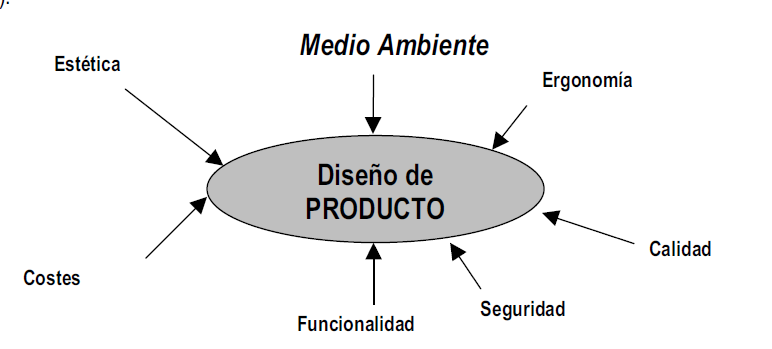 ).
Medio Ambiente
Estética
Ergonomía
Diseño de
PRODUCTO
Calidad
Costes
Seguridad
Funcionalidad